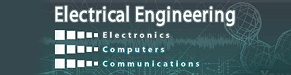 Electrical Engineering
Electronics
Computers
Communications